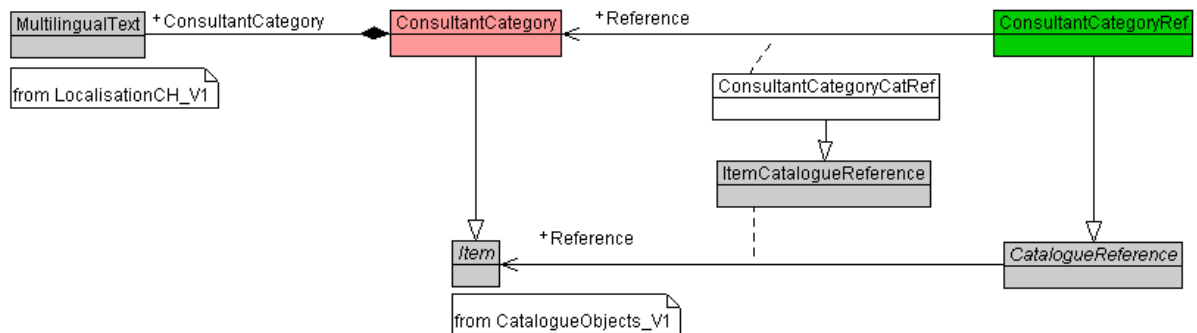 MultilingualText
+ConsultantCategory
ConsultantCategory
+Reference
ConsultantCategoryRef
from LocalisationCH_V1
ConsultantCategoryCatRef
ItemCatalogueReference
Item
+Reference
CatalogueReference
from CatalogueObjects_V1